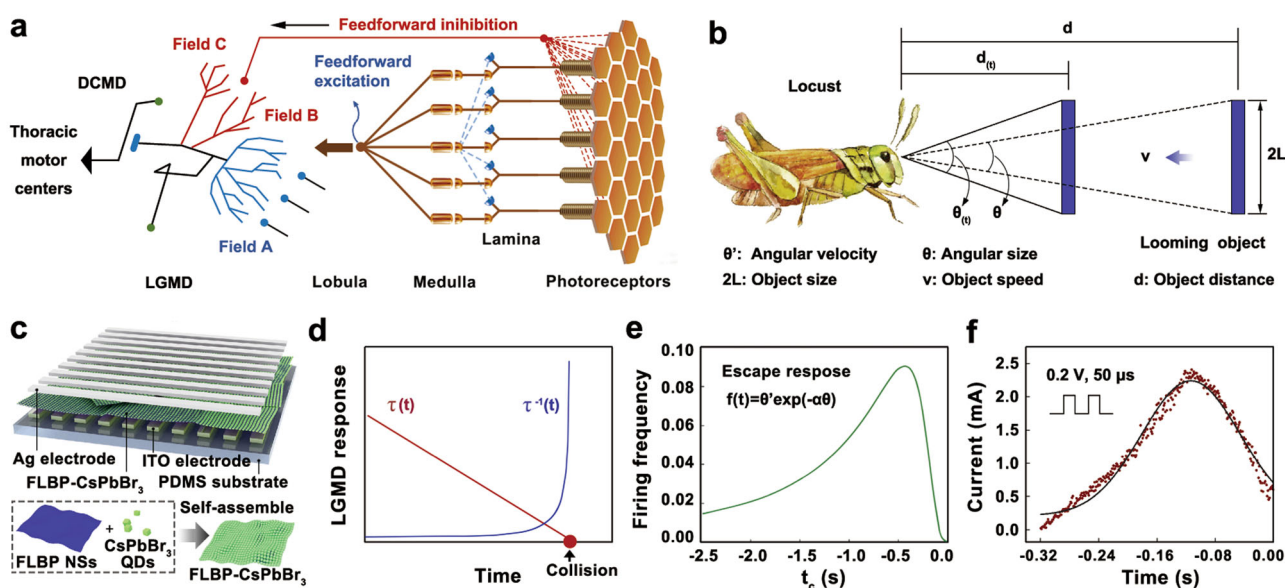 a
Feedforward inihibition
Field C
Feedforward
excitation
DCMD
Field B
Thoracic
motor
centers
Field A
Lamina
LGMD
Lobula
Medulla
Photoreceptors
b
d
d(t)
Locust
v
2L
θ(t)
θ
θ': Angular velocity
θ: Angular size
Looming object
2L: Object size
v: Object speed
d: Object distance
c
Ag electrode
ITO electrode
FLBP-CsPbBr3
PDMS substrate
Self-assemble
+
CsPbBr3
FLBP NSs
QDs
FLBP-CsPbBr3
d
LGMD response
τ(t)
τ-1(t)
Time
Collision
e
Firing frequency
0.10
0.08
0.06
0.04
0.02
0.00
Escape respose
f(t)=θ'exp(-αθ)
-2.5
-2.0
-1.5
-1.0
-0.5
0.0
tc (s)
f
Current (mA)
2.5
2.0
1.5
1.0
0.5
0.0
0.2 V, 50 μs
-0.32
-0.24
-0.16
-0.08
0.00
Time (s)